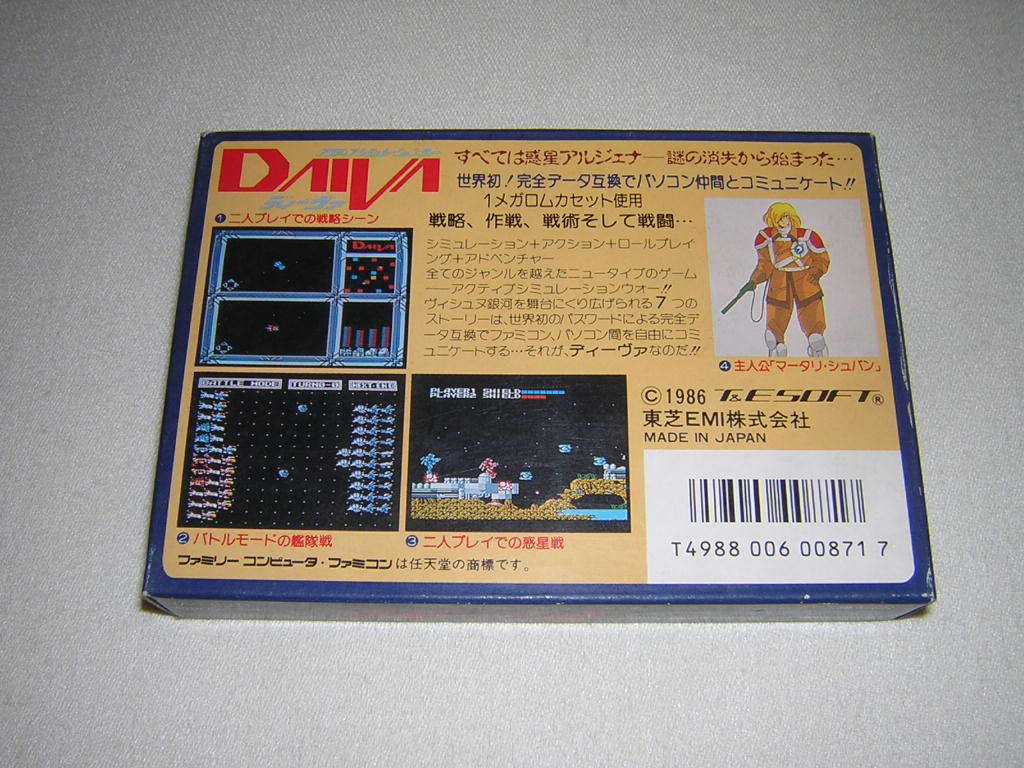 DAIVA
ディーヴァ
すべては惑星アルジェナー謎の消失から始まった…
世界初!完全データ互換でパソコン仲間とコミュニケート!!
1メガロムカセット使用
戦略、作戦、戦術そして戦闘…
❶二人プレイでの戦略シーン
DAIVA
シミュレーション+アクション+ロールプレイ
ング+アドベンチャー
全てのジャンルを越えたニュータイプのゲーム
——アクティブシミュレーションウォー!!
ヴィシュヌ銀河を舞台にくり広げられる7つの
ストーリーは、世界初のパスワードによる完全デ
ータ互換でファミコン、パソコン間を自由にコミ
ュニケートする…それが、ディーヴァなのだ!!
❹主人公「マータリ・シュバン」
BATTLE MODE TURN0-0 NEXT-END
❷バトルモードの艦隊戦
PLAYER1 SHIELD
PLAYER2 SHIELD
❸二人プレイでの惑星戦
©1986 T&ESOFT®
東芝EMI株式会社
MADE IN JAPAN
T4988 006 00871 7
ファミリーコンピュータ・ファミコンは任天堂の商標です。